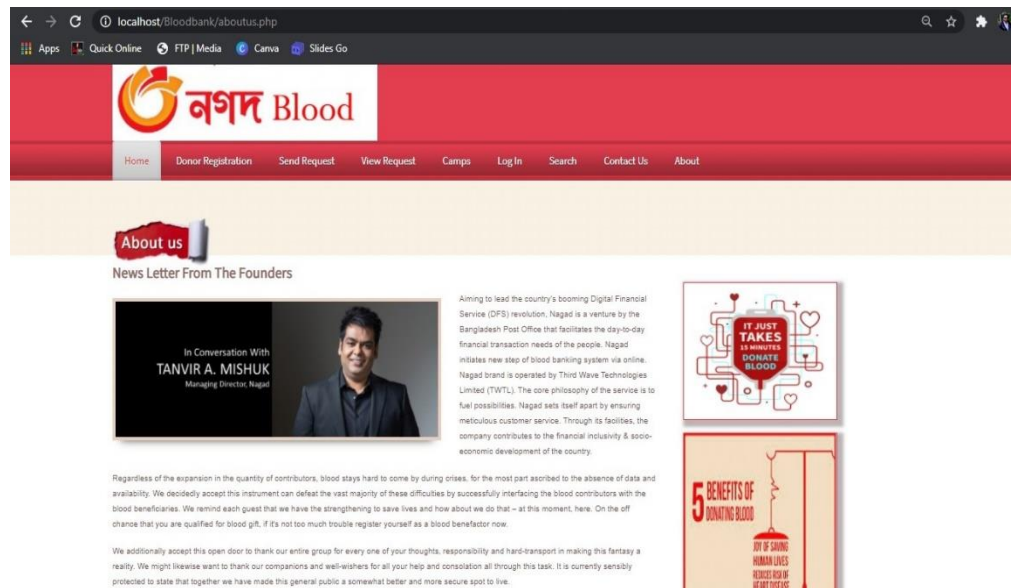 localhost/Bloodbank/aboutus.php
Apps Quick Online FTP | Media Canva Slides Go
নগদ Blood
Home Donor Registration Send Request View Request Camps Log In Search Contact Us About
About us
News Letter From The Founders
In Conversation With
TANVIR A. MISHUK
Managing Director, Nagad
Aiming to lead the country's booming Digital Financial
Service (DFS) revolution, Nagad is a venture by the
Bangladesh Post Office that facilitates the day-to-day
financial transaction needs of the people. Nagad
initiates new step of blood banking system via online.
Nagad brand is operated by Third Wave Technologies
Limited (TWTL). The core philosophy of the service is to
fuel possibilities. Nagad sets itself apart by ensuring
meticulous customer service. Through its facilities, the
company contributes to the financial inclusivity & socio-
economic development of the country.
IT JUST
TAKES
15 MINUTES
DONATE
BLOOD
Regardless of the expansion in the quantity of contributors, blood stays hard to come by during crises, for the most part ascribed to the absence of data and
availability. We decidedly accept this instrument can defeat the vast majority of these difficulties by successfully interfacing the blood contributors with the
blood beneficiaries. We remind each guest that we have the strengthening to save lives and how about we do that – at this moment, here. On the off
chance that you are qualified for blood gift, if it's not too much trouble register yourself as a blood benefactor now.
We additionally accept this open door to thank our entire group for every one of your thoughts, responsibility and hard-transport in making this fantasy a
reality. We might likewise want to thank our companions and well-wishers for all your help and consolation all through this task. It is currently sensibly
protected to state that together we have made this general public a somewhat better and more secure spot to live.
5 BENEFITS OF
DONATING BLOOD
JOY OF SAVING
HUMAN LIVES
REDUCES RISK OF
HEART DISEASE